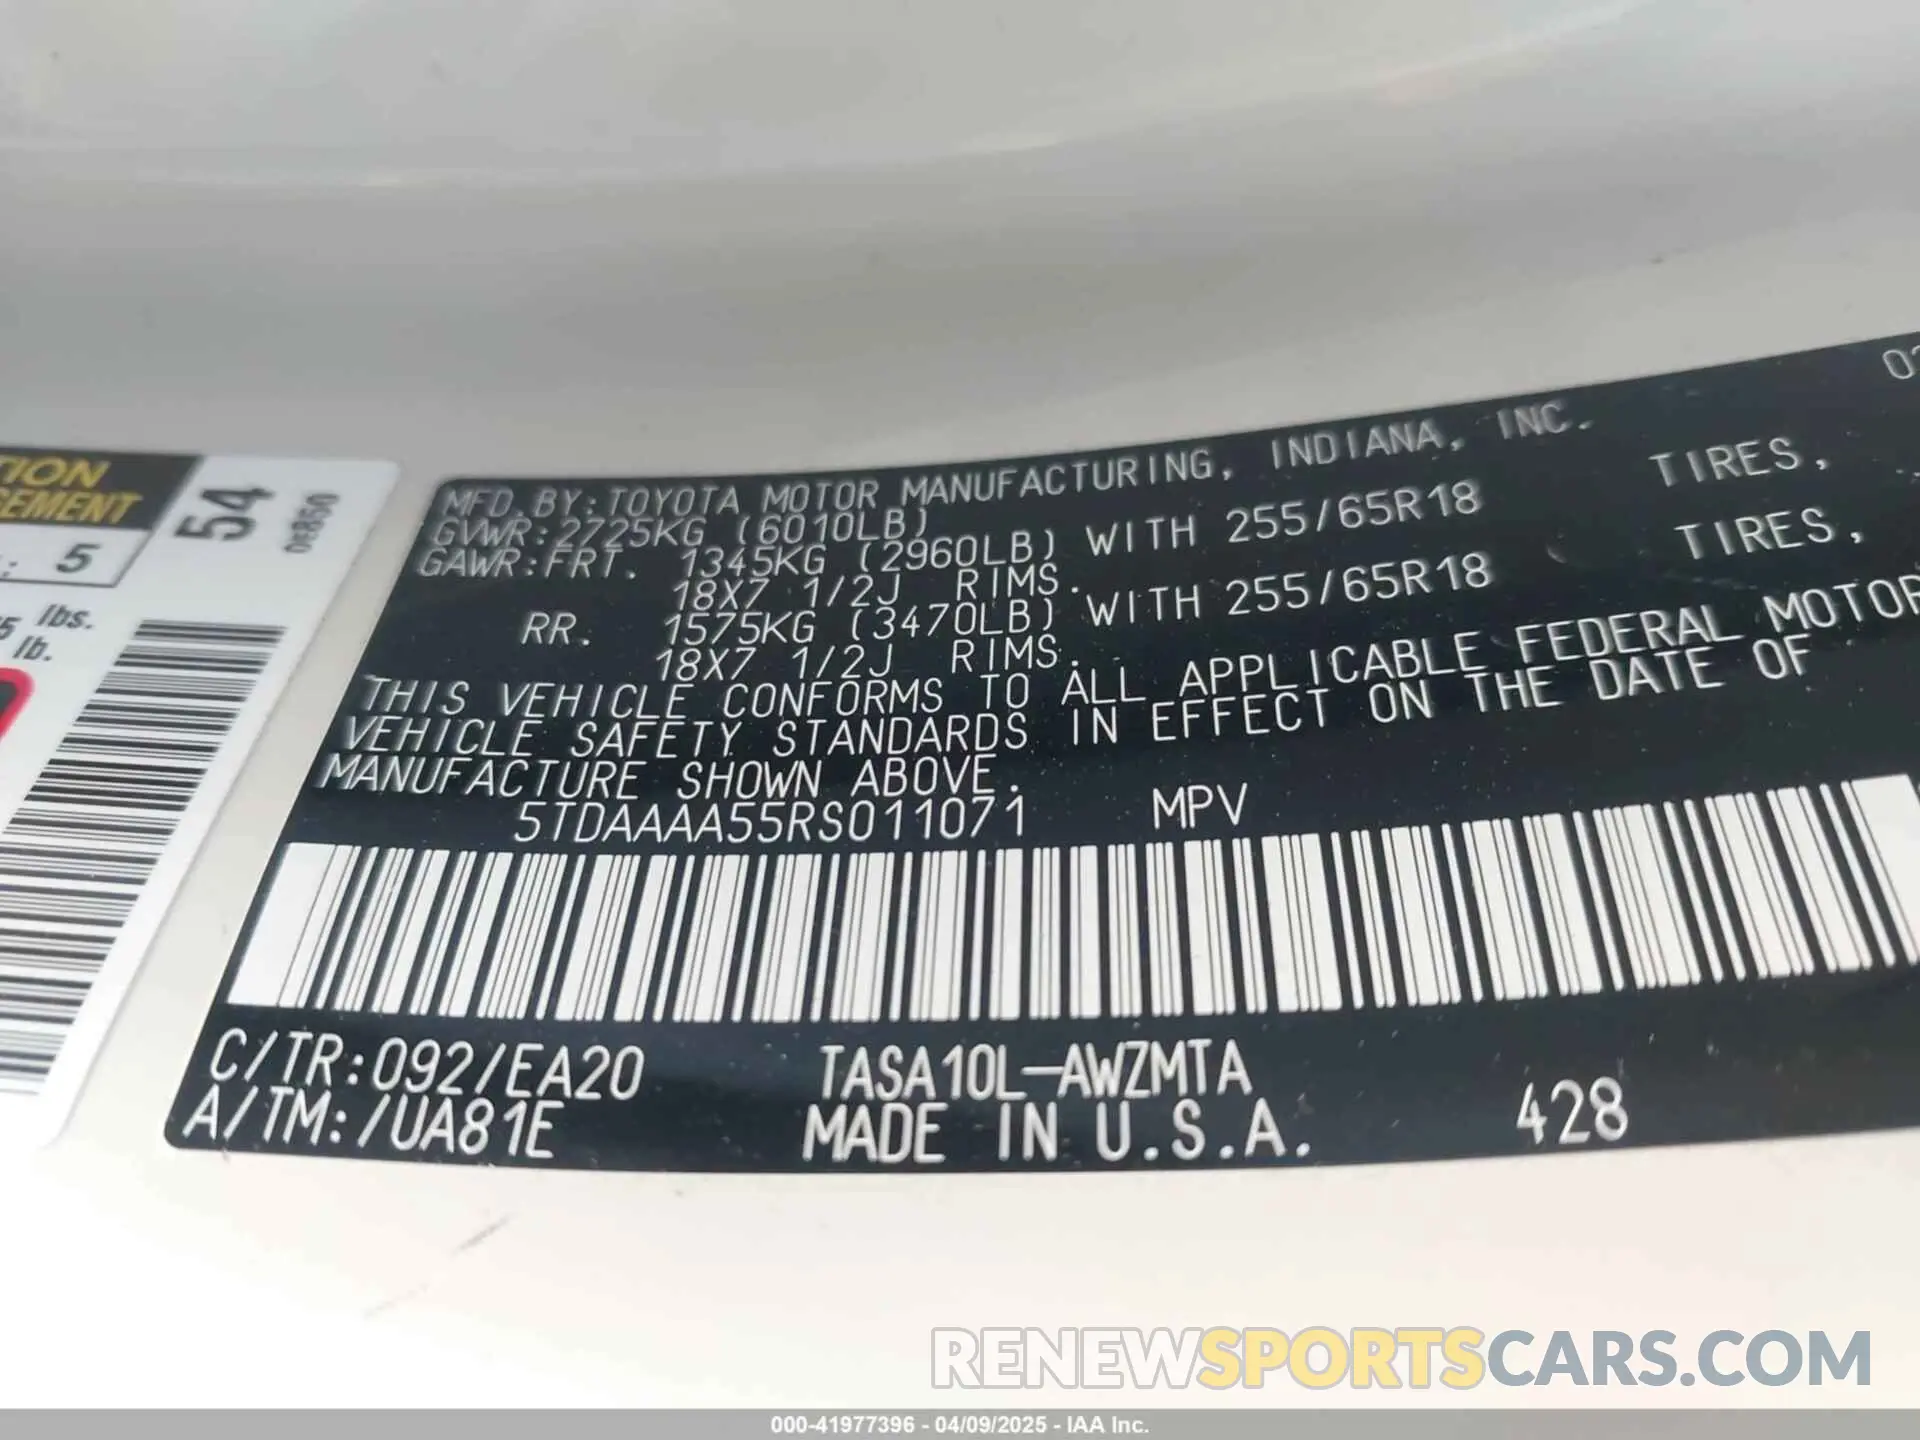 TION
CEMENT
54
: 5
lbs.
lb.
MFD.BY:TOYOTA MOTOR MANUFACTURING, INDIANA, INC.
GVWR:2725KG (6010LB)
GAWR:FRT. 1345KG (2960LB) WITH 255/65R18 TIRES,
18X7 1/2J RIMS.
RR. 1575KG (3470LB) WITH 255/65R18 TIRES,
18X7 1/2J RIMS.
THIS VEHICLE CONFORMS TO ALL APPLICABLE FEDERAL MOTOR
VEHICLE SAFETY STANDARDS IN EFFECT ON THE DATE OF
MANUFACTURE SHOWN ABOVE.
5TDAAAA55RS011071 MPV
C/TR:092/EA20 TASA10L-AWZMTA
A/TM:/UA81E MADE IN U.S.A. 428
RENEWSPORTSCARS.COM
000-41977396 - 04/09/2025 - IAA Inc.